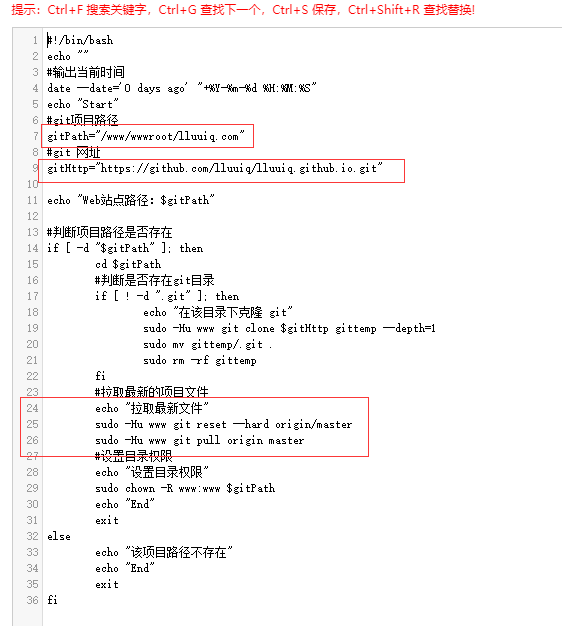 提示：Ctrl+F 搜索关键字，Ctrl+G 查找下一个，Ctrl+S 保存，Ctrl+Shift+R 查找替换!
1 #!/bin/bash
2 echo ""
3 #输出当前时间
4 date --date='0 days ago' "+%Y-%m-%d %H:%M:%S"
5 echo "Start"
6 #git项目路径
7 gitPath="/www/wwwroot/lluuiq.com"
8 #git 网址
9 gitHttp="https://github.com/lluuiq/lluuiq.github.io.git"
10
11 echo "Web站点路径：$gitPath"
12
13 #判断项目路径是否存在
14 if [ -d "$gitPath" ]; then
15 cd $gitPath
16 #判断是否存在git目录
17 if [ ! -d ".git" ]; then
18 echo "在该目录下克隆 git"
19 sudo -Hu www git clone $gitHttp gittemp --depth=1
20 sudo mv gittemp/.git .
21 sudo rm -rf gittemp
22 fi
23 #拉取最新的项目文件
24 echo "拉取最新文件"
25 sudo -Hu www git reset --hard origin/master
26 sudo -Hu www git pull origin master
27 #设置目录权限
28 echo "设置目录权限"
29 sudo chown -R www:www $gitPath
30 echo "End"
31 exit
32 else
33 echo "该项目路径不存在"
34 echo "End"
35 exit
36 fi